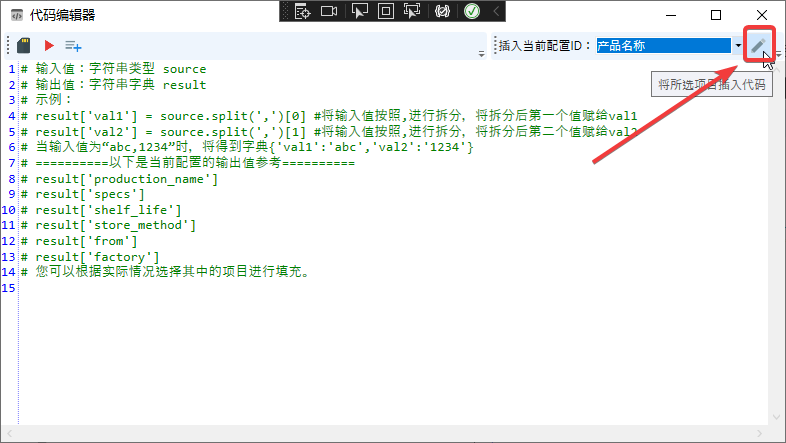 代码编辑器
插入当前配置ID： 产品名称
将所选项目插入代码
1 # 输入值：字符串类型 source
2 # 输出值：字符串字典 result
3 # 示例：
4 # result['val1'] = source.split(',')[0] #将输入值按照,进行拆分，将拆分后第一个值赋给val1
5 # result['val2'] = source.split(',')[1] #将输入值按照,进行拆分，将拆分后第二个值赋给val2
6 # 当输入值为“abc,1234”时，将得到字典{'val1':'abc','val2':'1234'}
7 # ==========以下是当前配置的输出值参考==========
8 # result['production_name']
9 # result['specs']
10 # result['shelf_life']
11 # result['store_method']
12 # result['from']
13 # result['factory']
14 # 您可以根据实际情况选择其中的项目进行填充。
15